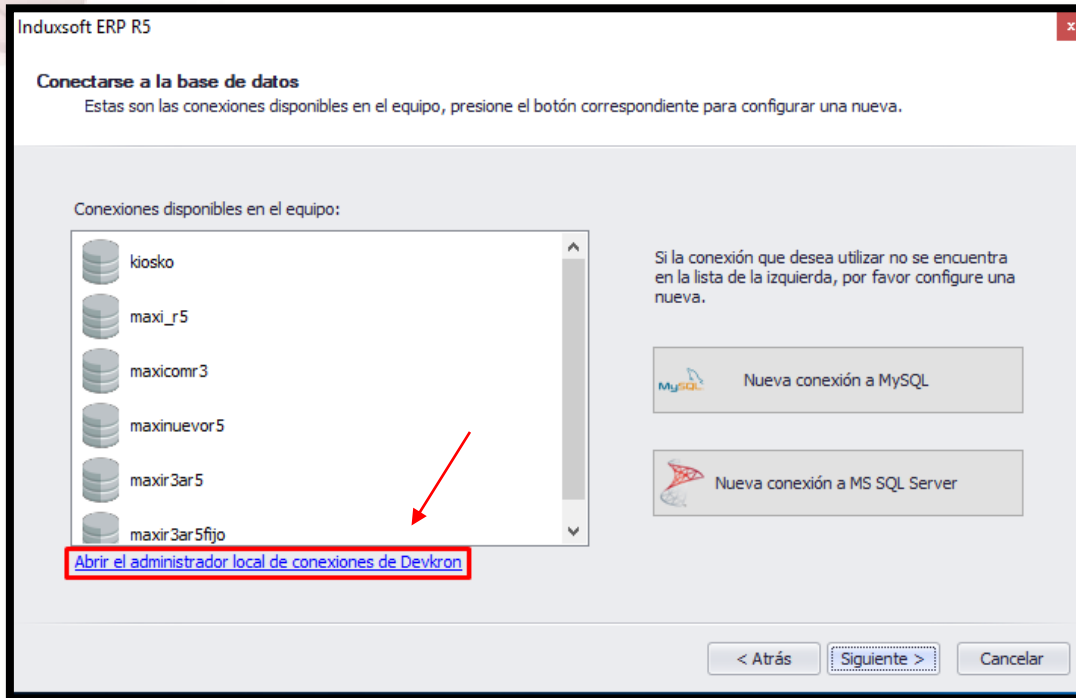 Induxsoft ERP R5
x
Conectarse a la base de datos
Estas son las conexiones disponibles en el equipo, presione el botón correspondiente para configurar una nueva.
Conexiones disponibles en el equipo:
kiosko
maxi_r5
maxicomr3
maxinuevor5
maxir3ar5
maxir3ar5fijo
Abrir el administrador local de conexiones de Devkron
Si la conexión que desea utilizar no se encuentra
en la lista de la izquierda, por favor configure una
nueva.
MySQL
Nueva conexión a MySQL
SQL
Nueva conexión a MS SQL Server
< Atrás
Siguiente >
Cancelar